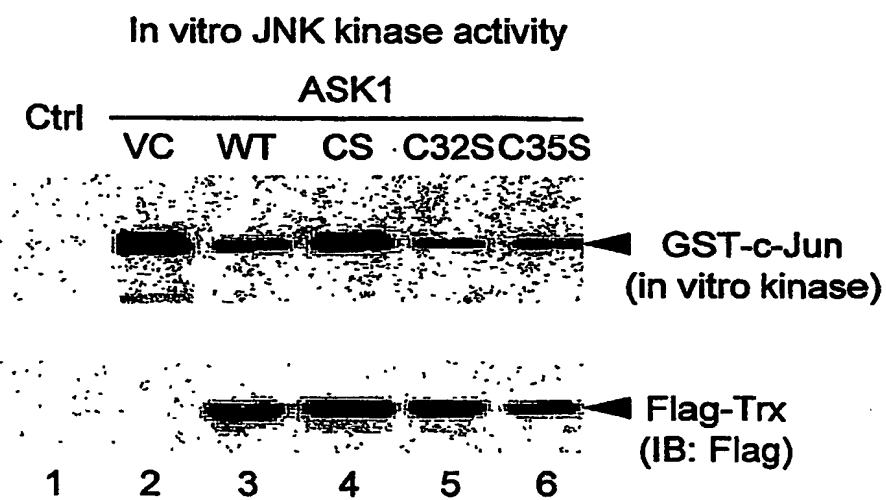 In vitro JNK kinase activity
ASK1
Ctrl
VC WT CS C32S C35S
GST-c-Jun
(in vitro kinase)
Flag-Trx
(IB: Flag)
1 2 3 4 5 6